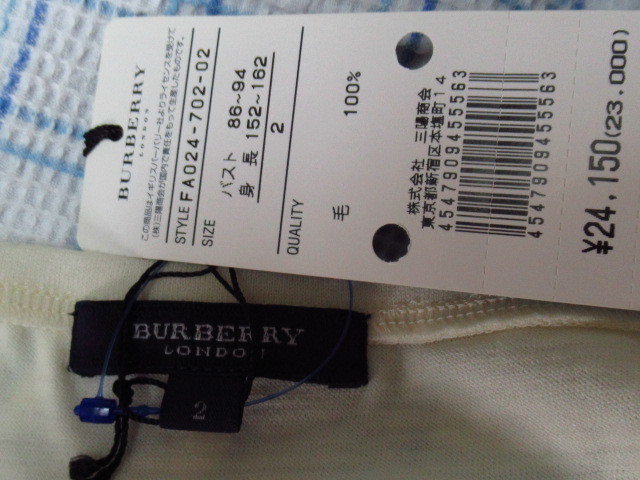 BURBERRY
LONDON
この商品はイギリスバーバリー社よりライセンスを受けて
(株)三陽商会が国内で責任をもって生産したものです。
STYLE FA024-702-02
SIZE
バスト 86~94
身 長 152~162
2
QUALITY
毛 100%
株式会社 三陽商会
東京都新宿区本塩町14
4547909455563
4547909455563
¥24,150(23.000)
BURBERRY
LONDON
2